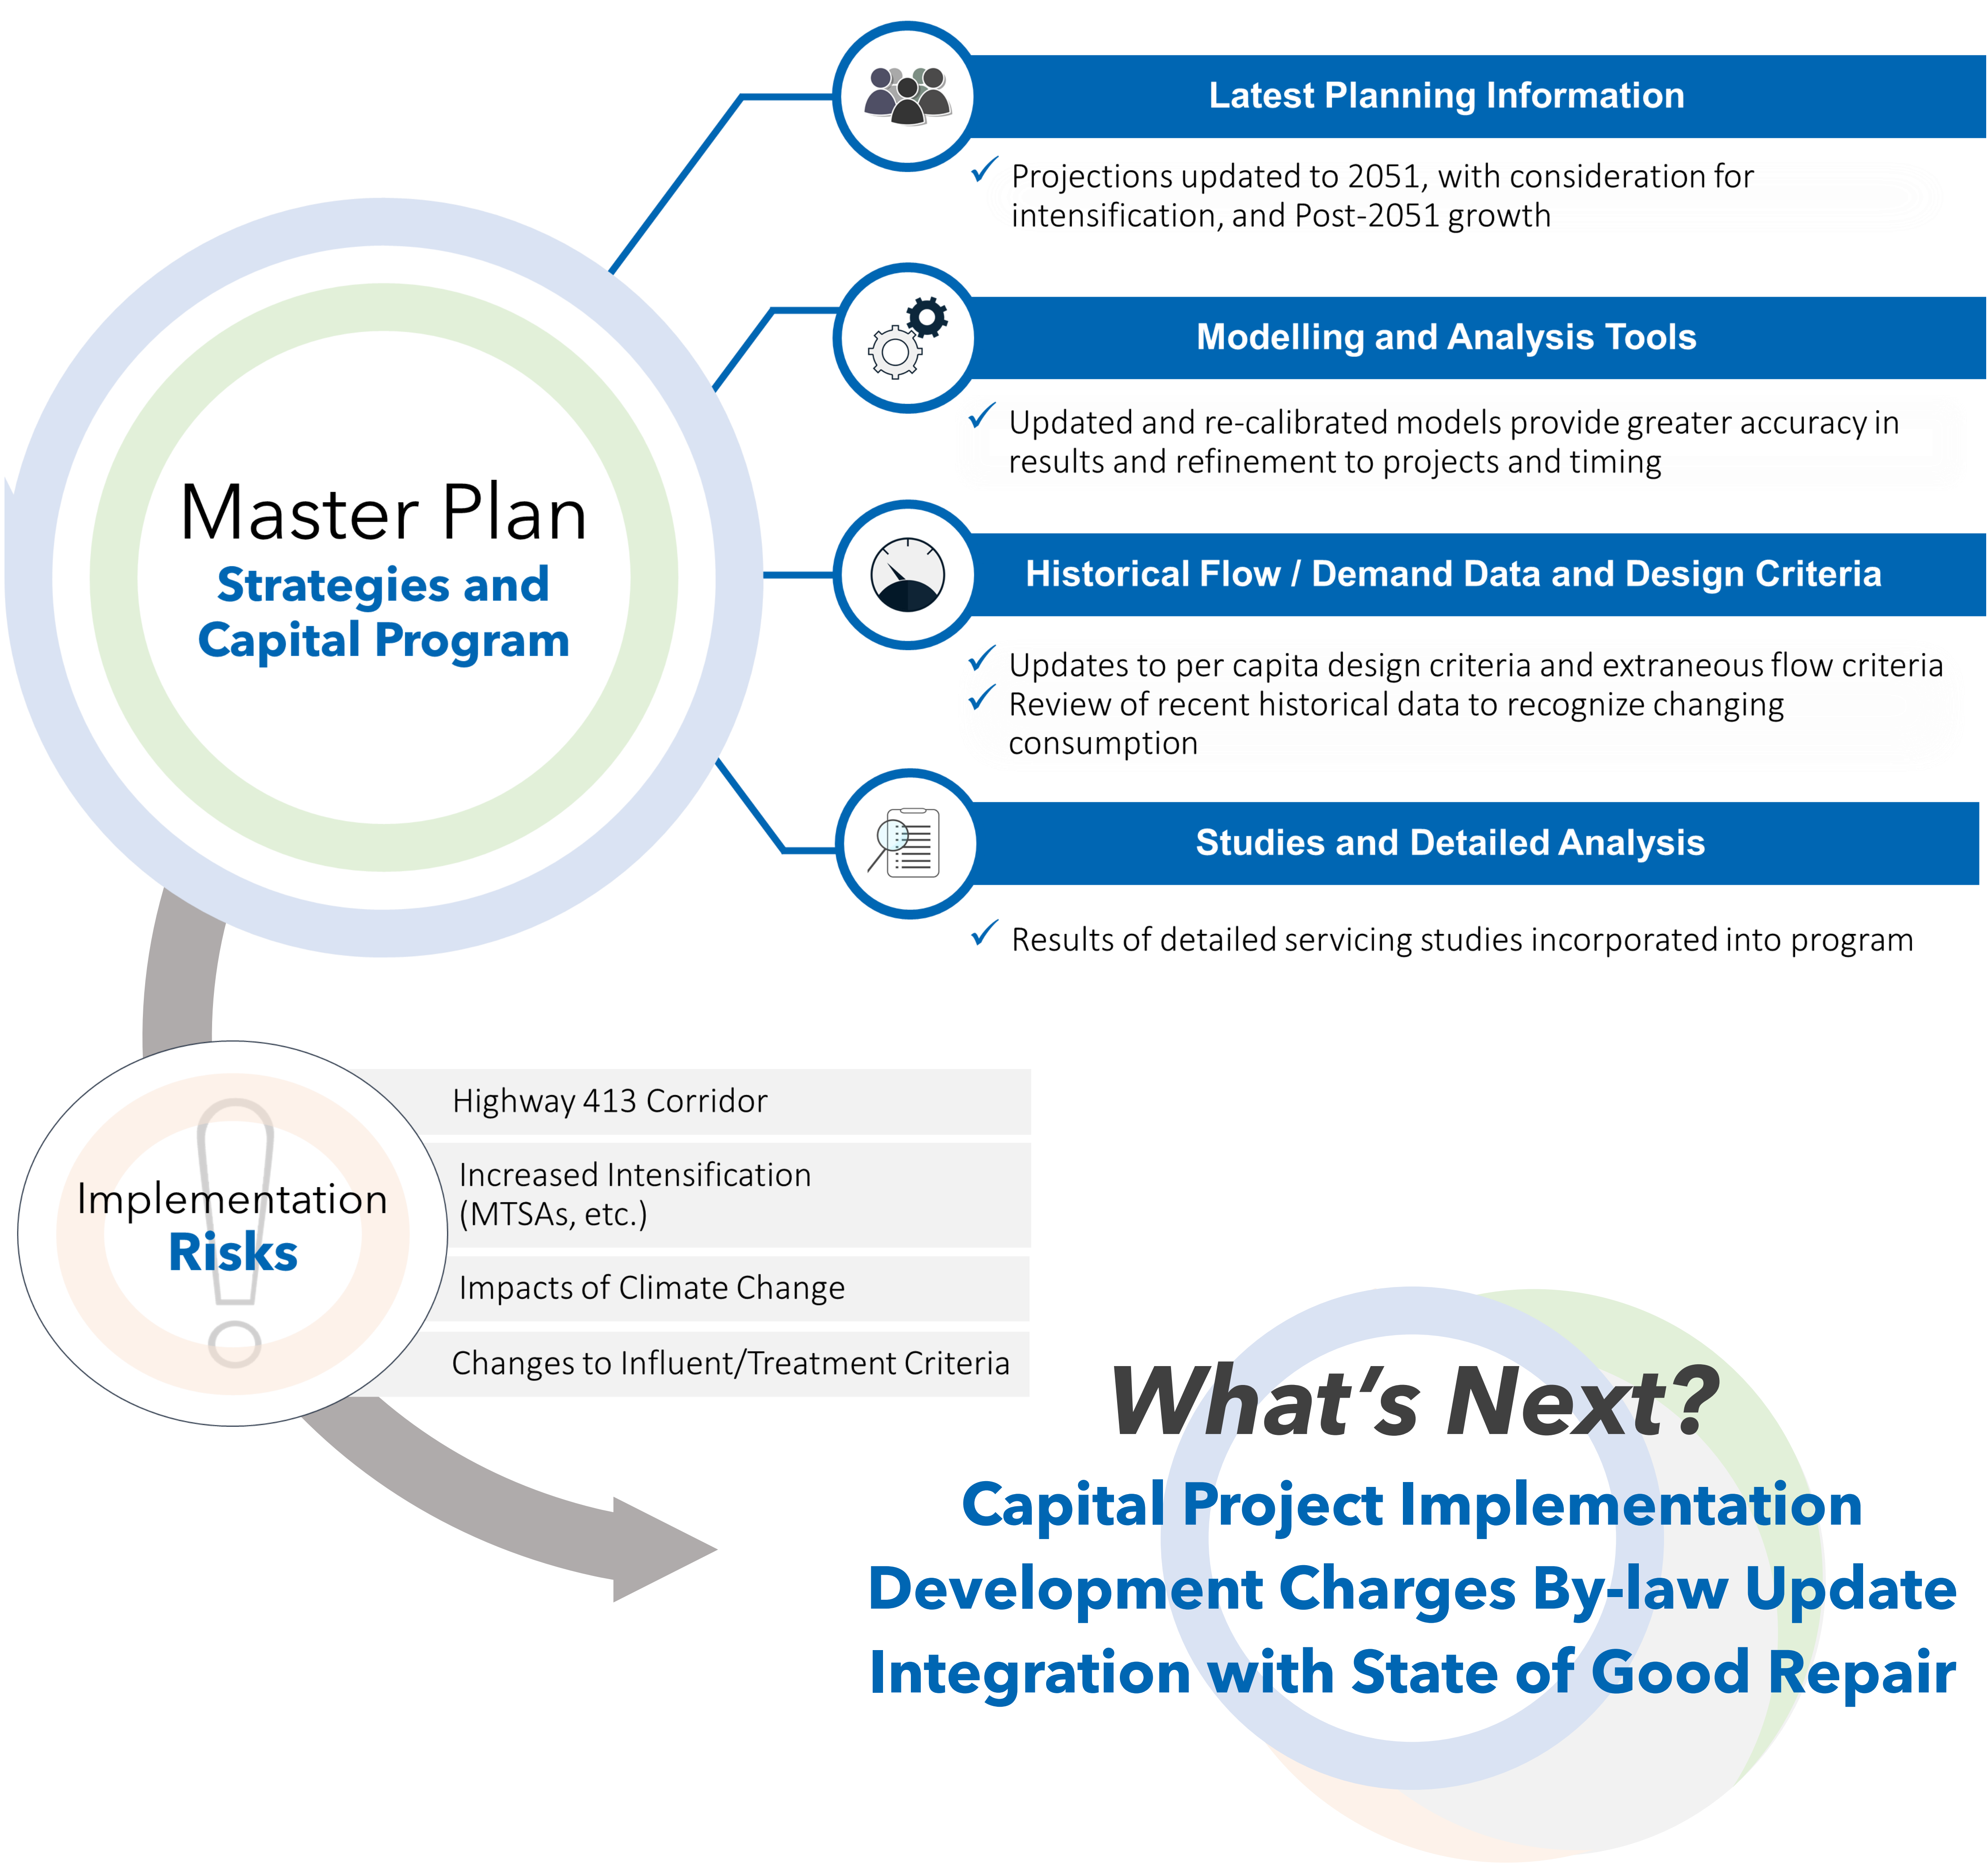 Latest Planning Information
✓ Projections updated to 2051, with consideration for
intensification, and Post-2051 growth
Modelling and Analysis Tools
✓ Updated and re-calibrated models provide greater accuracy in
results and refinement to projects and timing
Master Plan
Strategies and
Capital Program
Historical Flow / Demand Data and Design Criteria
✓ Updates to per capita design criteria and extraneous flow criteria
✓ Review of recent historical data to recognize changing
consumption
Studies and Detailed Analysis
✓ Results of detailed servicing studies incorporated into program
Implementation
Risks
Highway 413 Corridor
Increased Intensification
(MTSAs, etc.)
Impacts of Climate Change
Changes to Influent/Treatment Criteria
What's Next?
Capital Project Implementation
Development Charges By-law Update
Integration with State of Good Repair